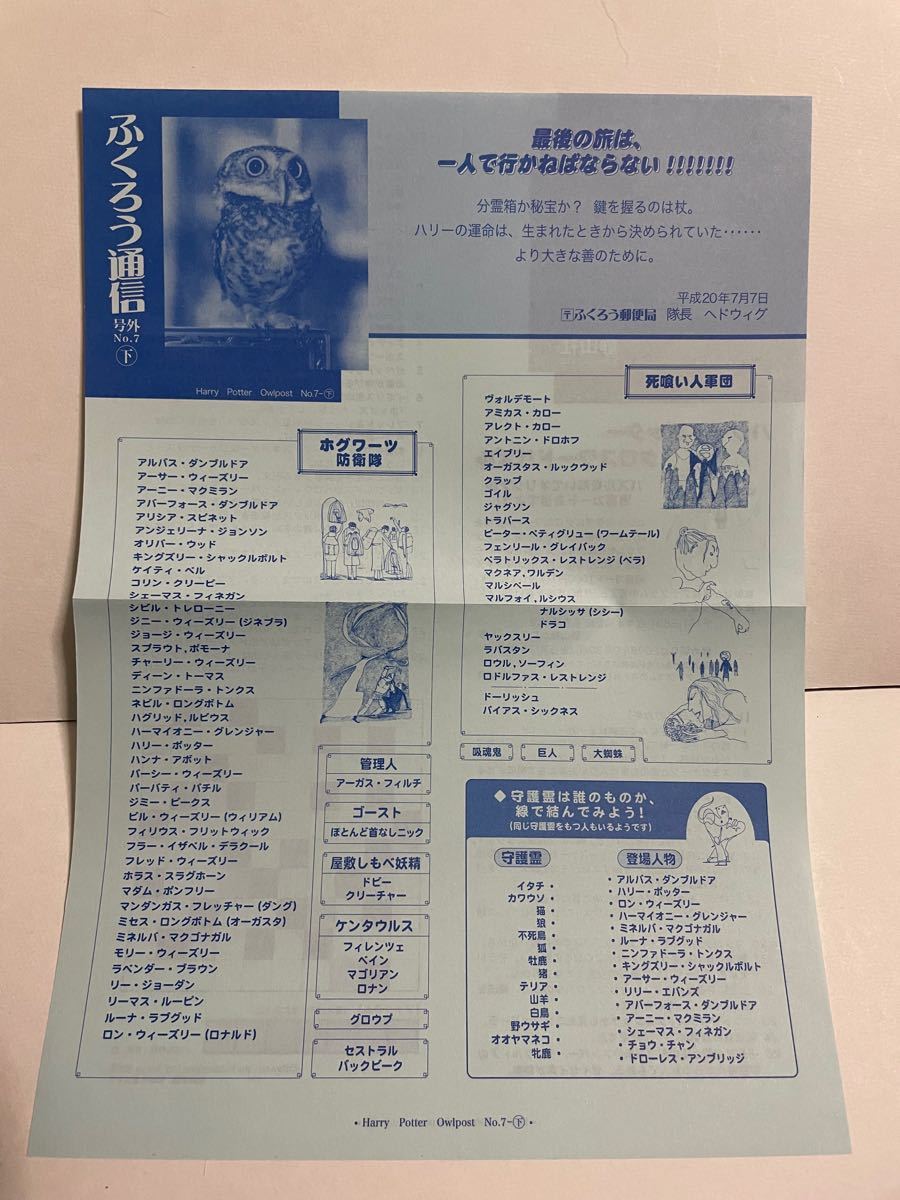 ふくろう通信
号外
No.7
下
Harry Potter Owlpost No.7-下
最後の旅は、
一人で行かねばならない!!!!!!!
分霊箱か秘宝か? 鍵を握るのは杖。
ハリーの運命は、生まれたときから決められていた……
より大きな善のために。
平成20年7月7日
〒ふくろう郵便局 隊長 ヘドウィグ
ホグワーツ
防衛隊
アルバス・ダンブルドア
アーサー・ウィーズリー
アーニー・マクミラン
アバーフォース・ダンブルドア
アリシア・スピネット
アンジェリーナ・ジョンソン
オリバー・ウッド
キングズリー・シャックルボルト
ケイティ・ベル
コリン・クリービー
シェーマス・フィネガン
シビル・トレローニー
ジニー・ウィーズリー(ジネブラ)
ジョージ・ウィーズリー
スプラウト,ポモーナ
チャーリー・ウィーズリー
ディーン・トーマス
ニンファドーラ・トンクス
ネビル・ロングボトム
ハグリッド,ルビウス
ハーマイオニー・グレンジャー
ハリー・ポッター
ハンナ・アボット
パーシー・ウィーズリー
パーバティ・パチル
ジミー・ピークス
ビル・ウィーズリー(ウィリアム)
フィリウス・フリットウィック
フラー・イザベル・デラクール
フレッド・ウィーズリー
ホラス・スラグホーン
マダム・ポンフリー
マンダンガス・フレッチャー(ダング)
ミセス・ロングボトム(オーガスタ)
ミネルバ・マクゴナガル
モリー・ウィーズリー
ラベンダー・ブラウン
リー・ジョーダン
リーマス・ルーピン
ルーナ・ラブグッド
ロン・ウィーズリー(ロナルド)
管理人
アーガス・フィルチ
ゴースト
ほとんど首なしニック
屋敷しもべ妖精
ドビー
クリーチャー
ケンタウルス
フィレンツェ
ベイン
マゴリアン
ロナン
グロウプ
セストラル
バックビーク
死喰い人軍団
ヴォルデモート
アミカス・カロー
アレクト・カロー
アントニン・ドロホフ
エイブリー
オーガスタス・ルックウッド
クラッブ
ゴイル
ジャグソン
トラバース
ピーター・ペティグリュー(ワームテール)
フェンリール・グレイバック
ベラトリックス・レストレンジ(ベラ)
マクネア,ワルデン
マルシベール
マルフォイ,ルシウス
ナルシッサ(シシー)
ドラコ
ヤックスリー
ラバスタン
ロウル,ソーフィン
ロドルファス・レストレンジ
ドーリッシュ
パイアス・シックネス
吸魂鬼
巨人
大蜘蛛
◆守護霊は誰のものか、
線で結んでみよう!
(同じ守護霊をもつ人もいるようです)
守護霊
イタチ・
カワウソ・
猫・
狼・
不死鳥・
狐・
牡鹿・
猪・
テリア・
山羊・
白鳥・
野ウサギ・
オオヤマネコ・
牝鹿・
登場人物
・アルバス・ダンブルドア
・ハリー・ポッター
・ロン・ウィーズリー
・ハーマイオニー・グレンジャー
・ミネルバ・マクゴナガル
・ルーナ・ラブグッド
・ニンファドーラ・トンクス
・キングズリー・シャックルボルト
・アーサー・ウィーズリー
・リリー・エバンズ
・アバーフォース・ダンブルドア
・アーニー・マクミラン
・シェーマス・フィネガン
・チョウ・チャン
・ドローレス・アンブリッジ
・Harry Potter Owlpost No.7-下・